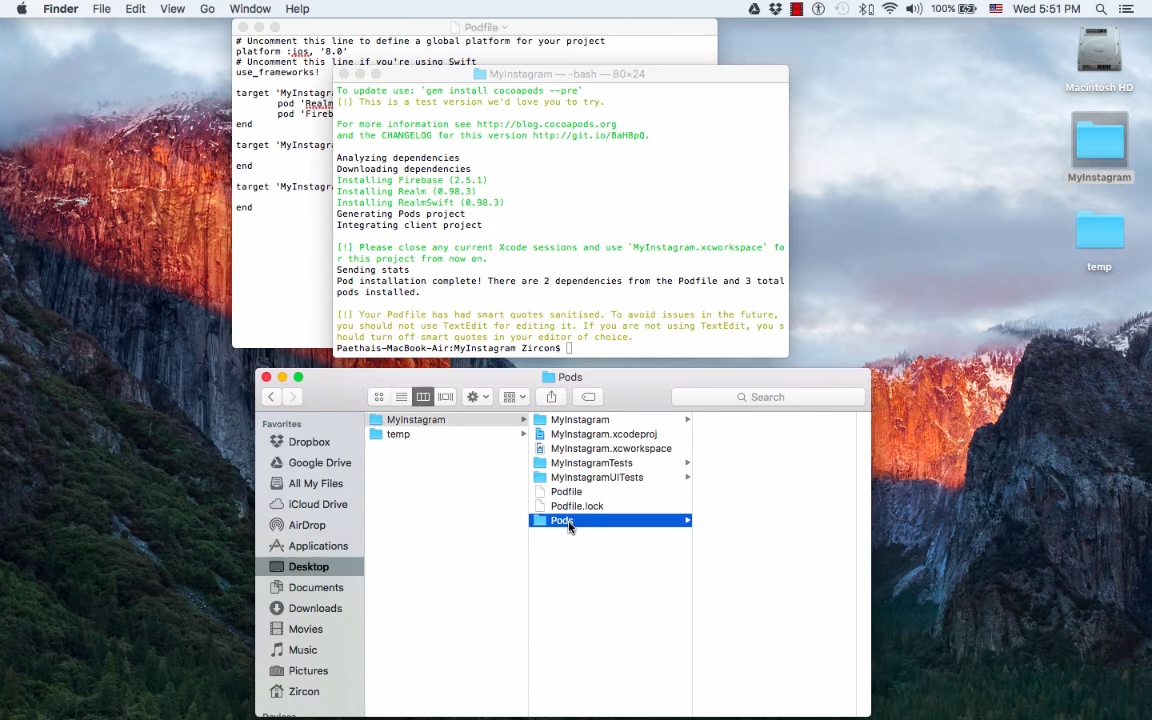 Finder File Edit View Go Window Help 100% Wed 5:51 PM
Podfile
# Uncomment this line to define a global platform for your project
platform :ios, '8.0'
# Uncomment this line if you're using Swift
use_frameworks!
target 'MyInstagr
pod 'Realm
pod 'Fireb
end
target 'MyInstagr
end
target 'MyInstagr
end
MyInstagram — -bash — 80×24
To update use: `gem install cocoapods --pre`
[!] This is a test version we'd love you to try.
For more information see http://blog.cocoapods.org
and the CHANGELOG for this version http://git.io/BaHBpQ.
Analyzing dependencies
Downloading dependencies
Installing Firebase (2.5.1)
Installing Realm (0.98.3)
Installing RealmSwift (0.98.3)
Generating Pods project
Integrating client project
[!] Please close any current Xcode sessions and use `MyInstagram.xcworkspace` fo
r this project from now on.
Sending stats
Pod installation complete! There are 2 dependencies from the Podfile and 3 total
pods installed.
[!] Your Podfile has had smart quotes sanitised. To avoid issues in the future,
you should not use TextEdit for editing it. If you are not using TextEdit, you s
hould turn off smart quotes in your editor of choice.
Paethais-MacBook-Air:MyInstagram Zircon$
Macintosh HD
MyInstagram
temp
Pods
Search
Favorites
Dropbox
Google Drive
All My Files
iCloud Drive
AirDrop
Applications
Desktop
Documents
Downloads
Movies
Music
Pictures
Zircon
MyInstagram
temp
MyInstagram
MyInstagram.xcodeproj
MyInstagram.xcworkspace
MyInstagramTests
MyInstagramUITests
Podfile
Podfile.lock
Pods